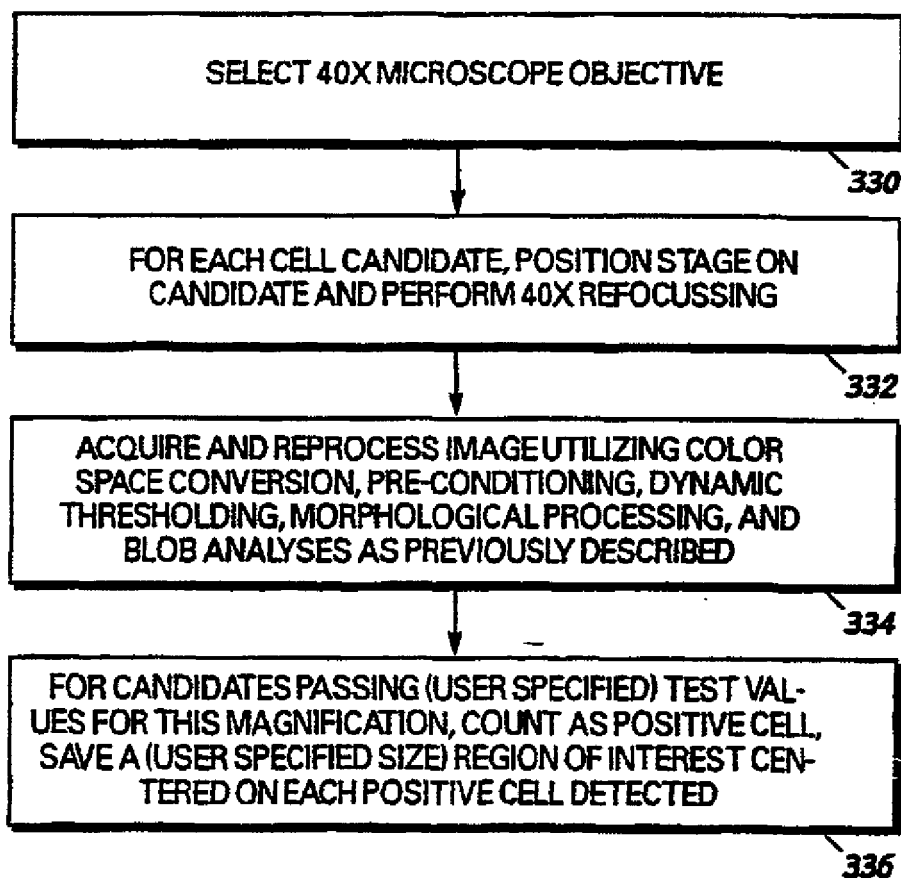 SELECT 40X MICROSCOPE OBJECTIVE
330
FOR EACH CELL CANDIDATE, POSITION STAGE ON
CANDIDATE AND PERFORM 40X REFOCUSSING
332
ACQUIRE AND REPROCESS IMAGE UTILIZING COLOR
SPACE CONVERSION, PRE-CONDITIONING, DYNAMIC
THRESHOLDING, MORPHOLOGICAL PROCESSING, AND
BLOB ANALYSES AS PREVIOUSLY DESCRIBED
334
FOR CANDIDATES PASSING (USER SPECIFIED) TEST VAL-
UES FOR THIS MAGNIFICATION, COUNT AS POSITIVE CELL,
SAVE A (USER SPECIFIED SIZE) REGION OF INTEREST CEN-
TERED ON EACH POSITIVE CELL DETECTED
336